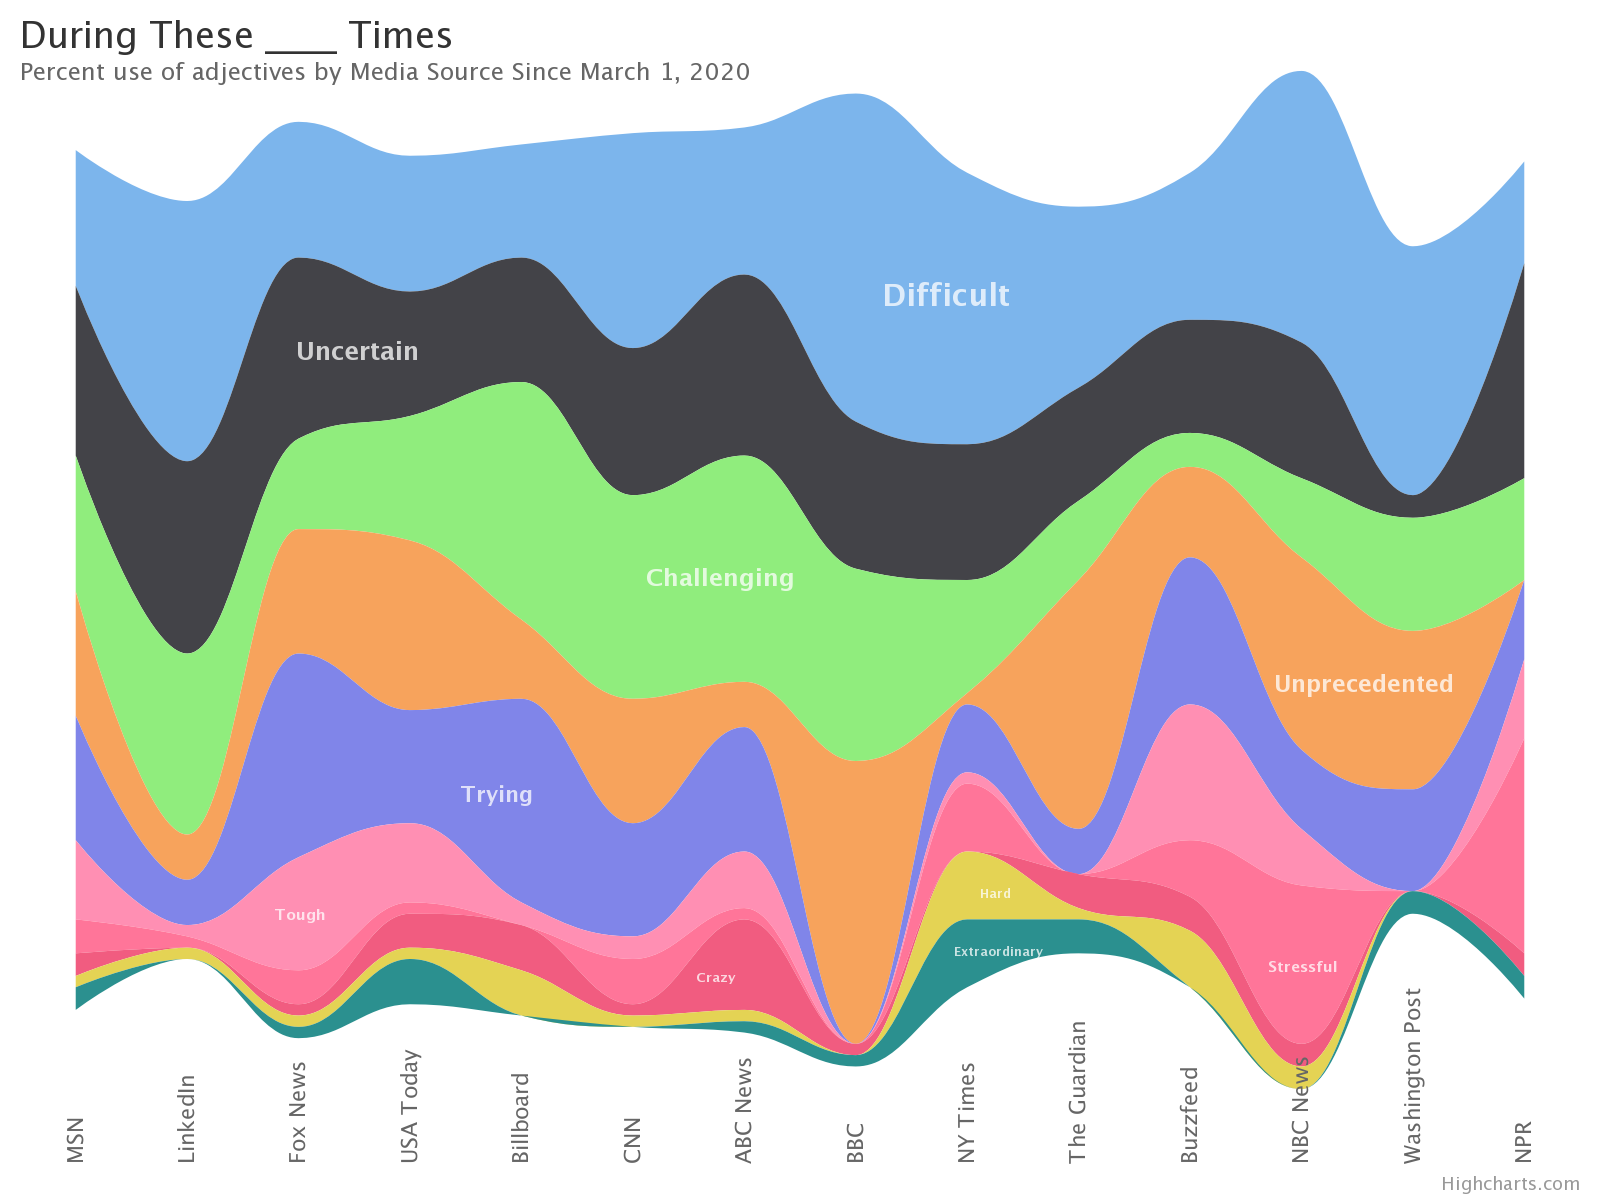 During These ____ Times
Percent use of adjectives by Media Source Since March 1, 2020
Difficult
Uncertain
Challenging
Unprecedented
Trying
Hard
Tough
Extraordinary
Stressful
Crazy
MSN
LinkedIn
Fox News
USA Today
Billboard
CNN
ABC News
BBC
NY Times
The Guardian
Buzzfeed
NBC News
Washington Post
NPR
Highcharts.com